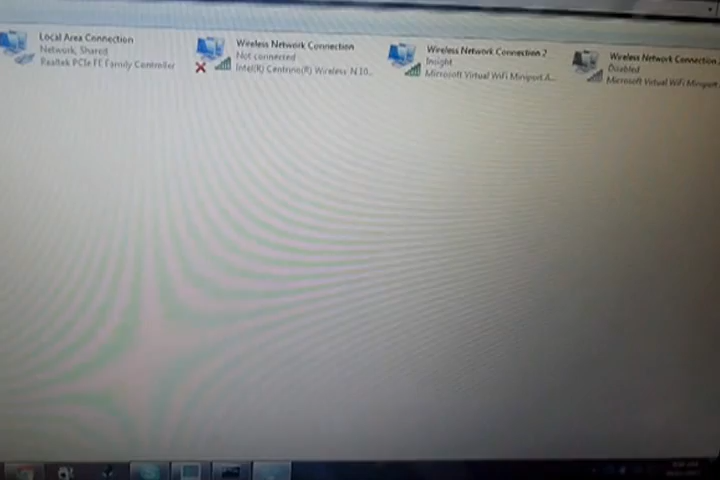 Local Area Connection
Network, Shared
Realtek PCIe FE Family Controller
Wireless Network Connection
Not connected
Intel(R) Centrino(R) Wireless-N 10...
Wireless Network Connection 2
Insight
Microsoft Virtual WiFi Miniport A...
Wireless Network Connection
Disabled
Microsoft Virtual WiFi Miniport